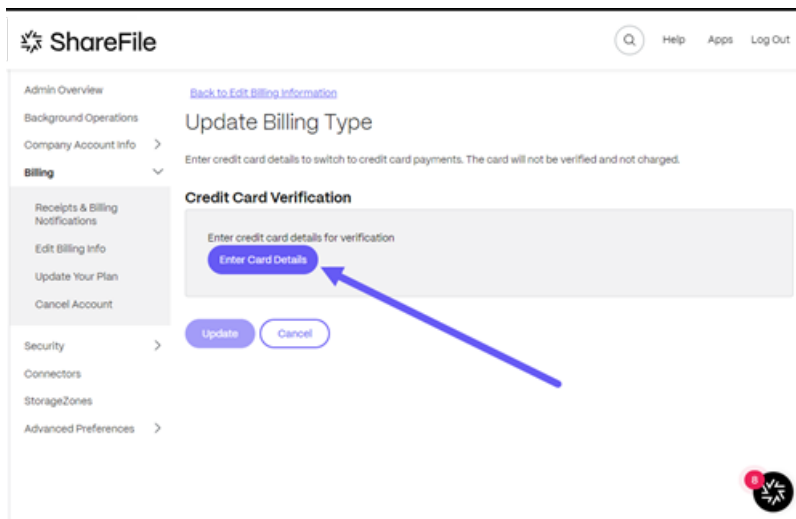 ShareFile
Help Apps Log Out
Admin Overview
Background Operations
Company Account Info
Billing
Receipts & Billing
Notifications
Edit Billing Info
Update Your Plan
Cancel Account
Security
Connectors
StorageZones
Advanced Preferences
Back to Edit Billing Information
Update Billing Type
Enter credit card details to switch to credit card payments. The card will not be verified and not charged.
Credit Card Verification
Enter credit card details for verification
Enter Card Details
Update Cancel
8